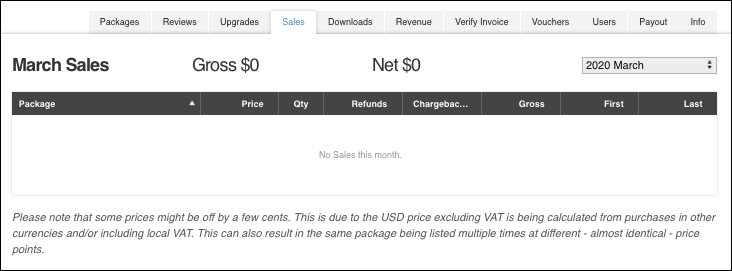 Packages Reviews Upgrades Sales Downloads Revenue Verify Invoice Vouchers Users Payout Info
March Sales Gross $0 Net $0 2020 March
Package Price Qty Refunds Chargebac... Gross First Last
No Sales this month.
Please note that some prices might be off by a few cents. This is due to the USD price excluding VAT is being calculated from purchases in other
currencies and/or including local VAT. This can also result in the same package being listed multiple times at different - almost identical - price
points.